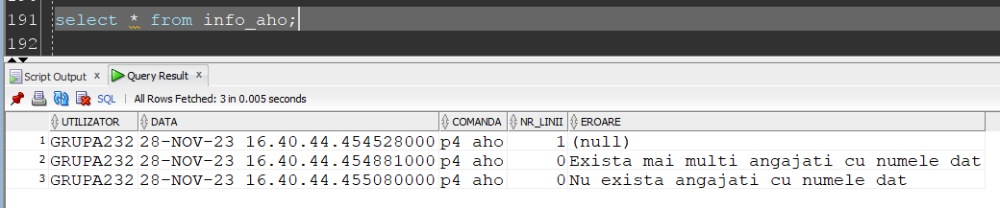 191 select * from info_aho;
192
Script Output x Query Result x
SQL | All Rows Fetched: 3 in 0.005 seconds
UTILIZATOR DATA COMANDA NR_LINII EROARE
1 GRUPA232 28-NOV-23 16.40.44.454528000 p4 aho 1 (null)
2 GRUPA232 28-NOV-23 16.40.44.454881000 p4 aho 0 Exista mai multi angajati cu numele dat
3 GRUPA232 28-NOV-23 16.40.44.455080000 p4 aho 0 Nu exista angajati cu numele dat